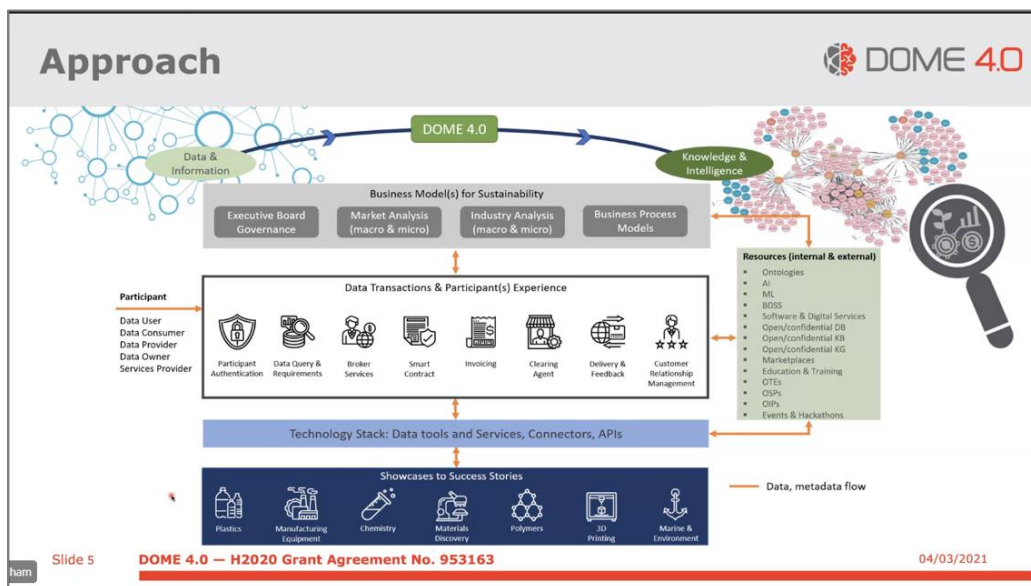 Approach
DOME 4.0
DOME 4.0
Data &
Information
Knowledge &
Intelligence
Business Model(s) for Sustainability
Executive Board
Governance
Market Analysis
(macro & micro)
Industry Analysis
(macro & micro)
Business Process
Models
Resources (internal & external)
Ontologies
AI
ML
BOSS
Software & Digital Services
Open/confidential DB
Open/confidential KB
Open/confidential KG
Marketplaces
Education & Training
OTEs
OSPs
OIPs
Events & Hackathons
Participant
Data User
Data Consumer
Data Provider
Data Owner
Services Provider
Data Transactions & Participant(s) Experience
Participant
Authentication
Data Query &
Requirements
Broker
Services
Smart
Contract
Invoicing
Clearing
Agent
Delivery &
Feedback
Customer
Relationship
Management
Technology Stack: Data tools and Services, Connectors, APIs
Showcases to Success Stories
Plastics
Manufacturing
Equipment
Chemistry
Materials
Discovery
Polymers
3D
Printing
Marine &
Environment
Data, metadata flow
Slide 5
DOME 4.0 — H2020 Grant Agreement No. 953163
04/03/2021
ham